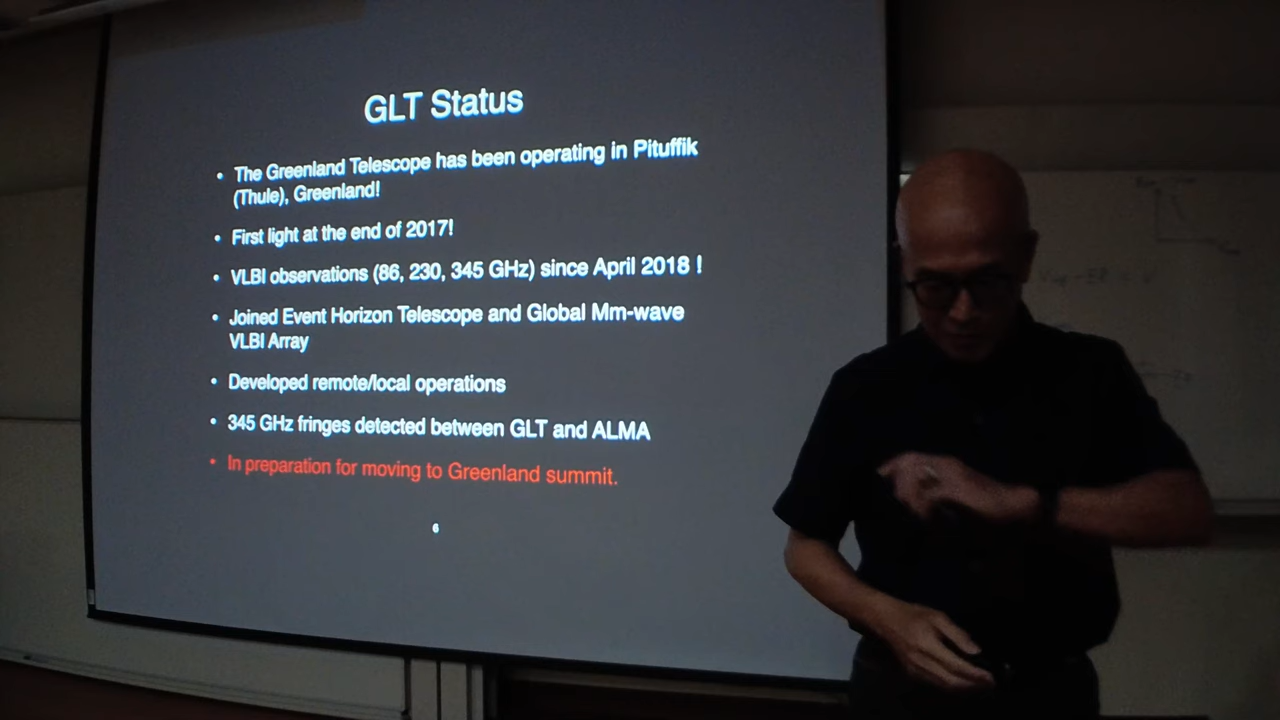 GLT Status
• The Greenland Telescope has been operating in Pituffik
(Thule), Greenland!
• First light at the end of 2017!
• VLBI observations (86, 230, 345 GHz) since April 2018 !
• Joined Event Horizon Telescope and Global Mm-wave
VLBI Array
• Developed remote/local operations
• 345 GHz fringes detected between GLT and ALMA
• In preparation for moving to Greenland summit.
6